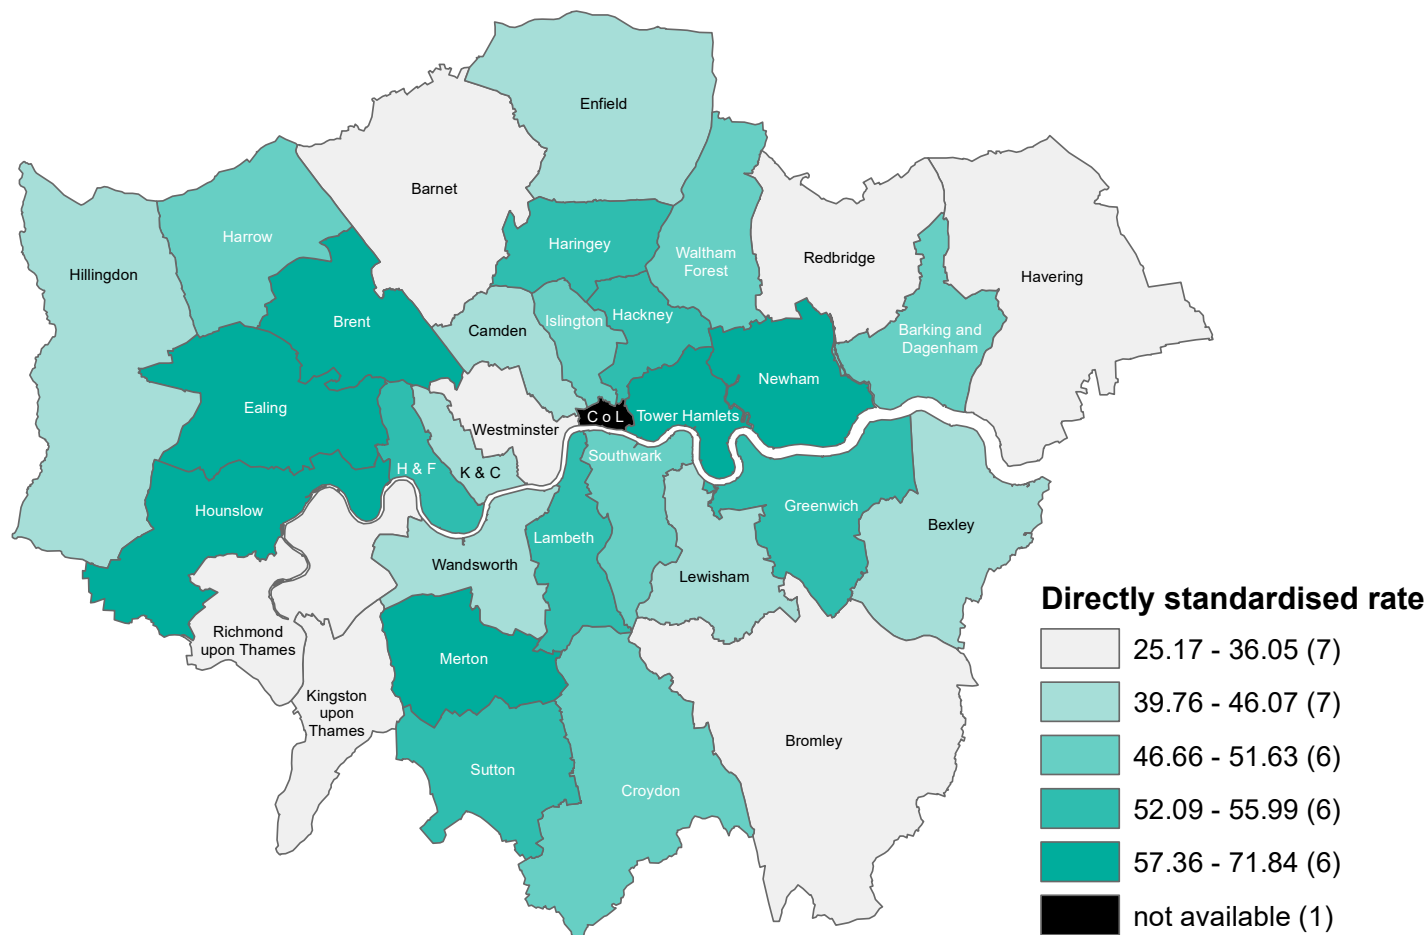 Enfield
Barnet
Harrow
Haringey
Waltham
Forest
Redbridge
Hillingdon
Havering
Brent
Camden
Islington
Hackney
Barking and
Dagenham
Newham
Ealing
Westminster
C o L
Tower Hamlets
H & F
K & C
Southwark
Hounslow
Greenwich
Bexley
Lambeth
Wandsworth
Lewisham
Richmond
upon Thames
Merton
Kingston
upon
Thames
Bromley
Sutton
Croydon
Directly standardised rate
25.17 - 36.05 (7)
39.76 - 46.07 (7)
46.66 - 51.63 (6)
52.09 - 55.99 (6)
57.36 - 71.84 (6)
not available (1)